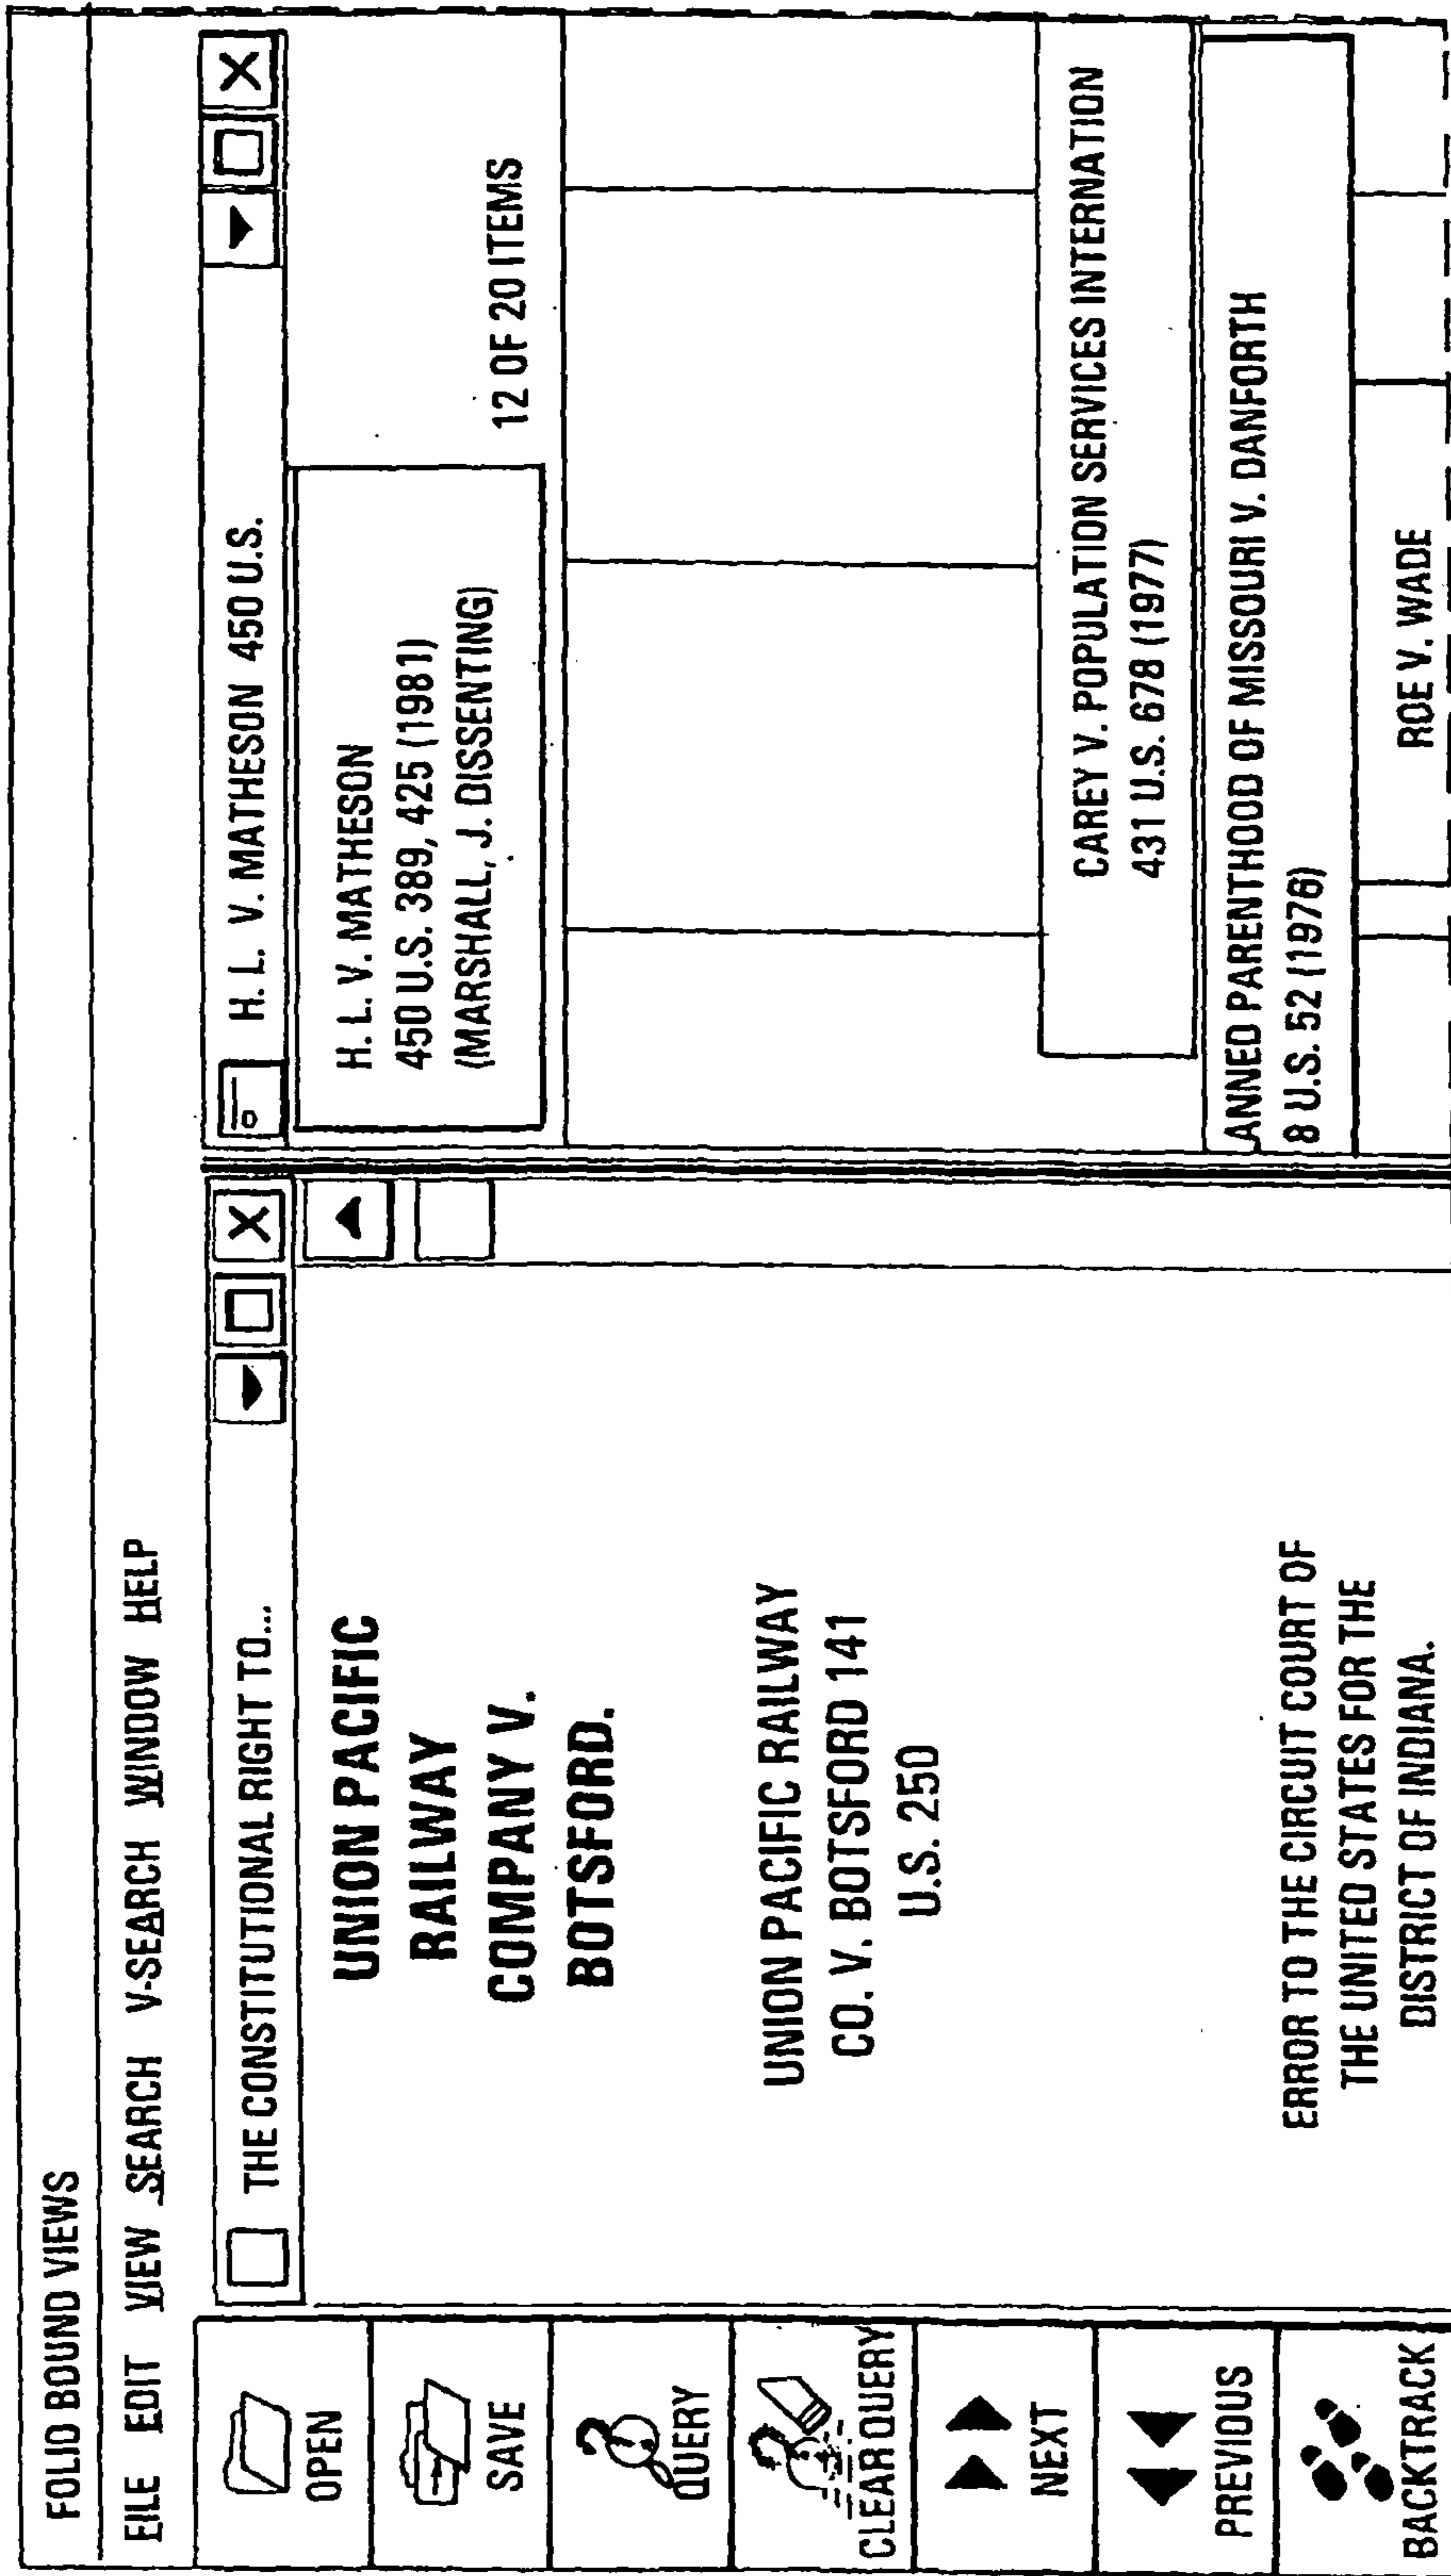 FOLIO BOUND VIEWS
FILE EDIT VIEW SEARCH V-SEARCH WINDOW HELP
OPEN
SAVE
QUERY
CLEAR QUERY
NEXT
PREVIOUS
BACKTRACK
THE CONSTITUTIONAL RIGHT TO...
UNION PACIFIC
RAILWAY
COMPANY V.
BOTSFORD.
UNION PACIFIC RAILWAY
CO. V. BOTSFORD 141
U.S. 250
ERROR TO THE CIRCUIT COURT OF
THE UNITED STATES FOR THE
DISTRICT OF INDIANA.
H. L. V. MATHESON 450 U.S.
H. L. V. MATHESON
450 U.S. 389, 425 (1981)
(MARSHALL, J. DISSENTING)
12 OF 20 ITEMS
CAREY V. POPULATION SERVICES INTERNATION
431 U.S. 678 (1977)
ANNED PARENTHOOD OF MISSOURI V. DANFORTH
8 U.S. 52 (1976)
ROE V. WADE